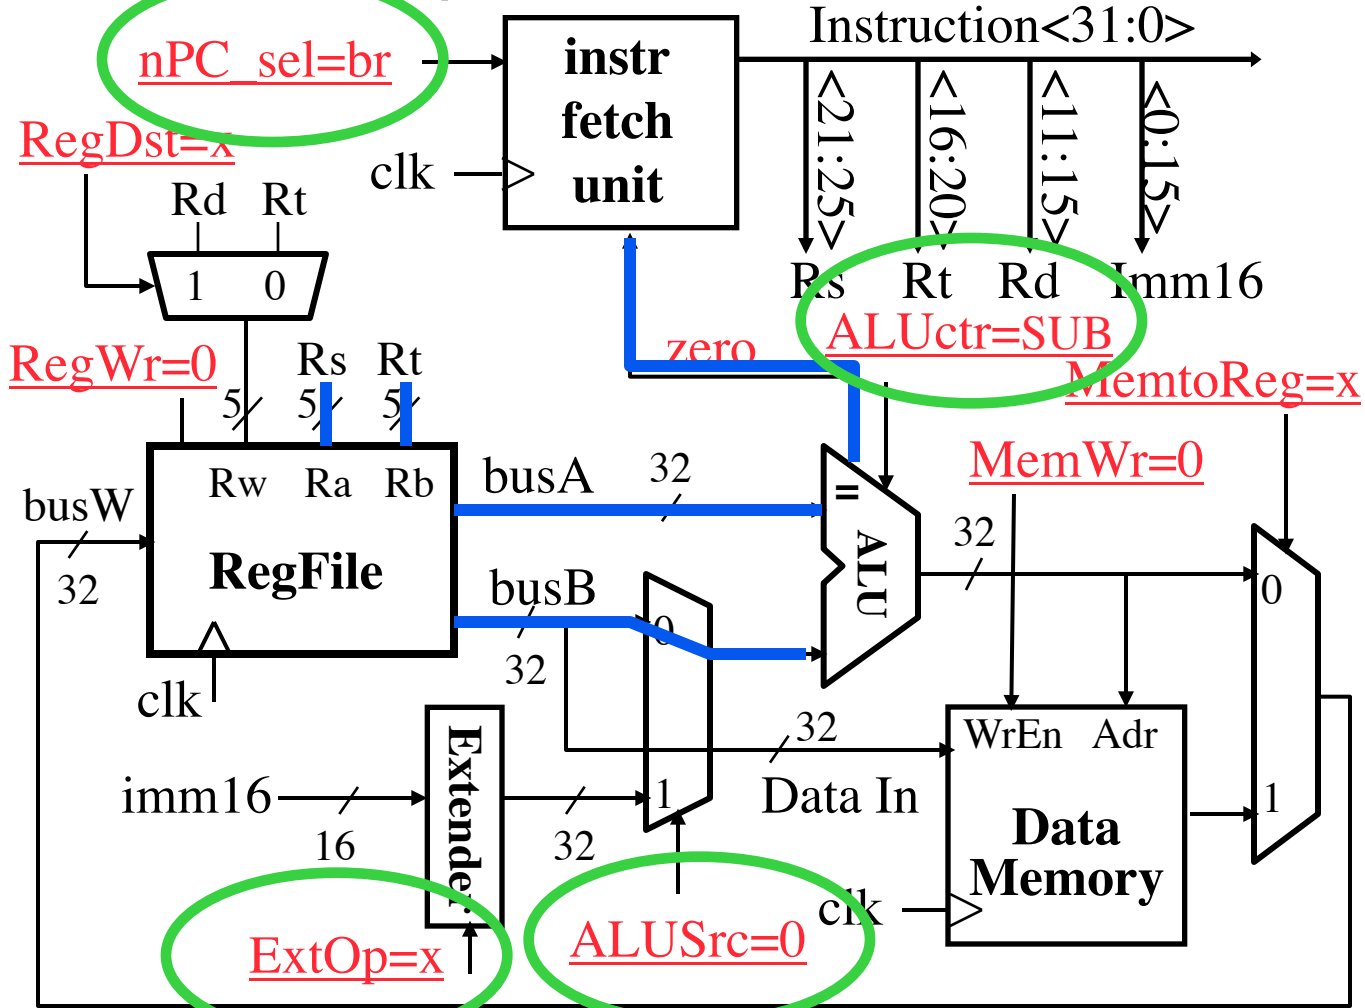 Instruction<31:0>
nPC_sel=br
instr
fetch
unit
clk
<21:25>
<16:20>
<11:15>
<0:15>
RegDst=x
Rd Rt
1 0
Rs Rt Rd Imm16
ALUctr=SUB
zero
MemtoReg=x
RegWr=0
Rs Rt
5 5 5
MemWr=0
Rw Ra Rb
busA
32
=
ALU
busW
32
RegFile
busB
32
0
32
0
clk
Extender
imm16
16
32
1
32
Data In
WrEn Adr
Data
Memory
clk
1
ExtOp=x
ALUSrc=0